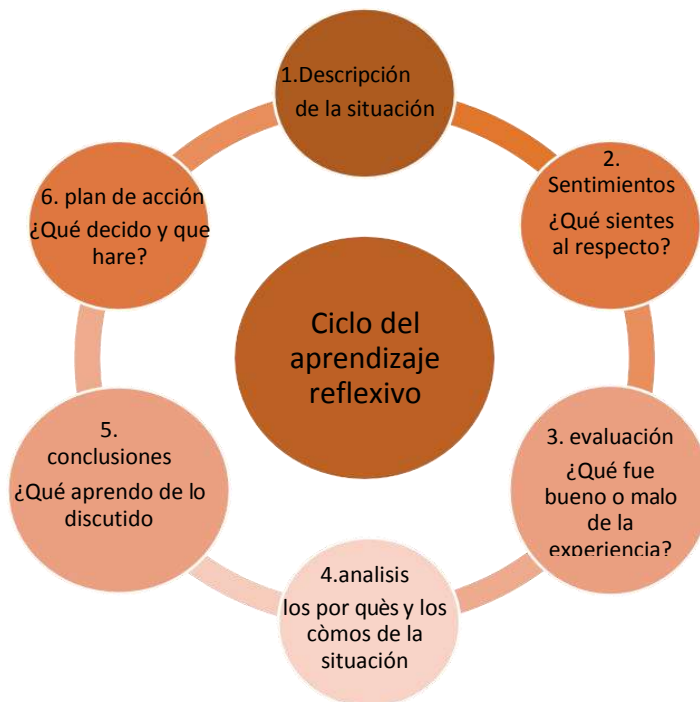 1.Descripción
de la situación
2.
Sentimientos
¿Qué sientes
al respecto?
3. evaluación
¿Qué fue
bueno o malo
de la
experiencia?
4.analisis
los por quès y los
còmos de la
situación
5.
conclusiones
¿Qué aprendo de lo
discutido
6. plan de acción
¿Qué decido y que
hare?
Ciclo del
aprendizaje
reflexivo